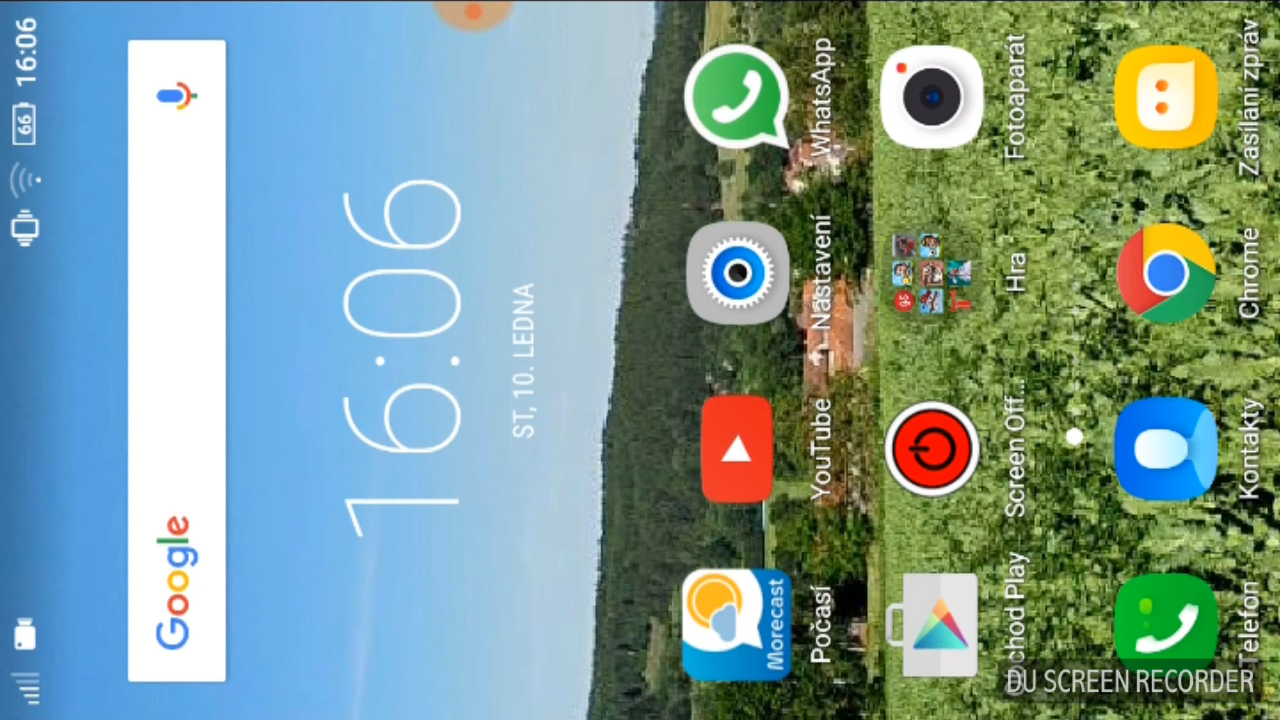 66 16:06
Google
16:06
ST, 10. LEDNA
Morecast
Počasí
YouTube
Nastavení
WhatsApp
Obchod Play
Screen Off...
Hra
Fotoaparát
Telefon
Kontakty
Chrome
Zasílání zpráv
DU SCREEN RECORDER